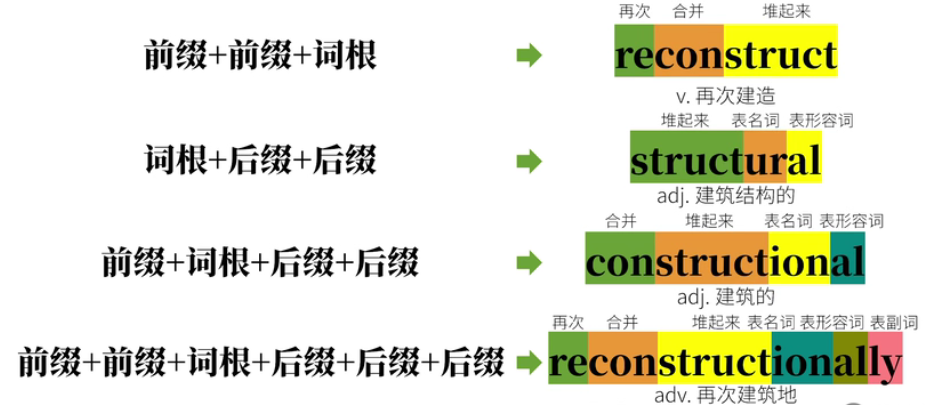 再次 合并 堆起来
前缀+前缀+词根 reconstruct
v. 再次建造
堆起来 表名词 表形容词
词根+后缀+后缀 structural
adj. 建筑结构的
合并 堆起来 表名词 表形容词
前缀+词根+后缀+后缀 constructional
adj. 建筑的
再次 合并 堆起来 表名词 表形容词 表副词
前缀+前缀+词根+后缀+后缀+后缀 reconstructionally
adv. 再次建筑地